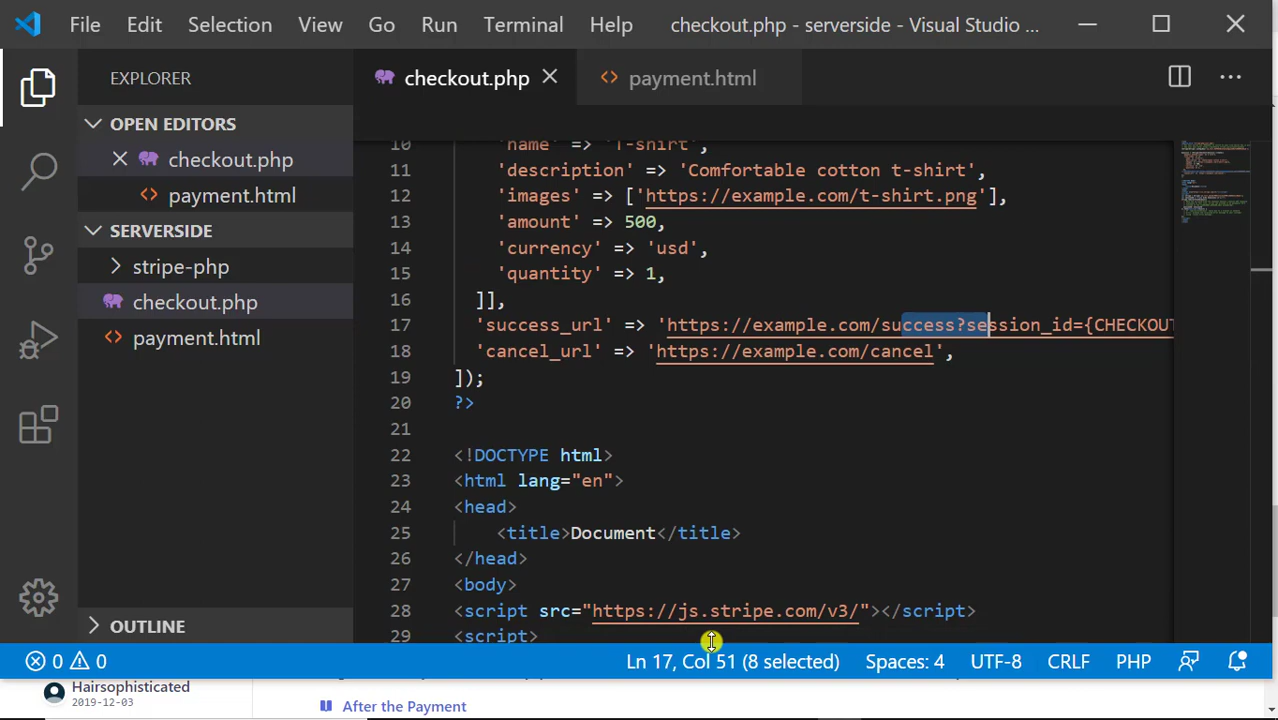 File Edit Selection View Go Run Terminal Help checkout.php - serverside - Visual Studio ...
EXPLORER
OPEN EDITORS
checkout.php
payment.html
SERVERSIDE
stripe-php
checkout.php
payment.html
OUTLINE
checkout.php payment.html
10 'name' => 'T-shirt',
11 'description' => 'Comfortable cotton t-shirt',
12 'images' => ['https://example.com/t-shirt.png'],
13 'amount' => 500,
14 'currency' => 'usd',
15 'quantity' => 1,
16 ]],
17 'success_url' => 'https://example.com/success?session_id={CHECKOUT
18 'cancel_url' => 'https://example.com/cancel',
19 ]);
20 ?>
21
22 <!DOCTYPE html>
23 <html lang="en">
24 <head>
25 <title>Document</title>
26 </head>
27 <body>
28 <script src="https://js.stripe.com/v3/"></script>
29 <script>
0 0 Ln 17, Col 51 (8 selected) Spaces: 4 UTF-8 CRLF PHP
Hairsophisticated
2019-12-03
After the Payment